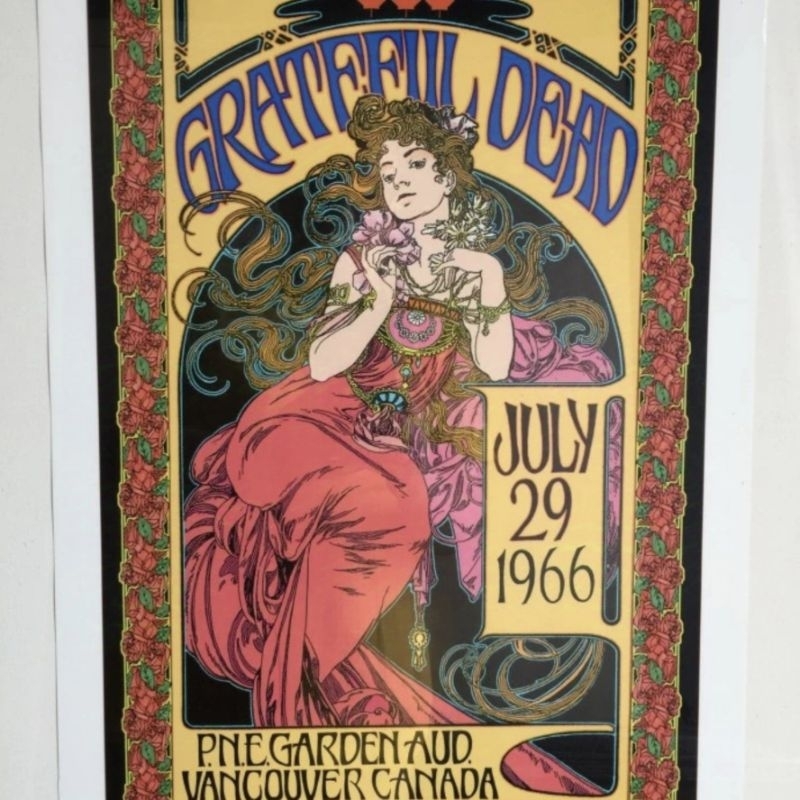 GRATEFUL DEAD
JULY
29
1966
P.N.E. GARDEN AUD.
VANCOUVER CANADA